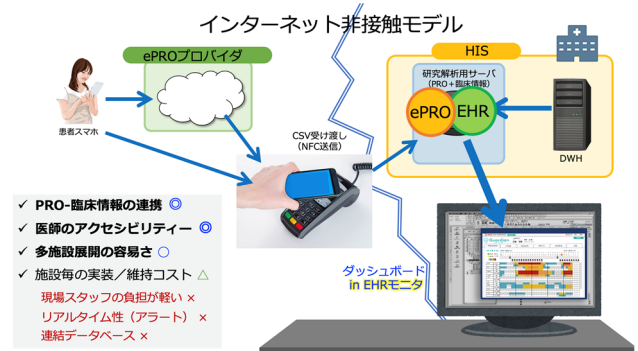 インターネット非接触モデル
ePROプロバイダ
HIS
研究解析用サーバ
（PRO＋臨床情報）
ePRO
EHR
DWH
患者スマホ
CSV受け渡し
（NFC送信）
✓ PRO-臨床情報の連携 ◎
✓ 医師のアクセシビリティー ◎
✓ 多施設展開の容易さ ○
✓ 施設毎の実装／維持コスト △
現場スタッフの負担が軽い ×
リアルタイム性（アラート） ×
連結データベース ×
ダッシュボード
in EHRモニタ